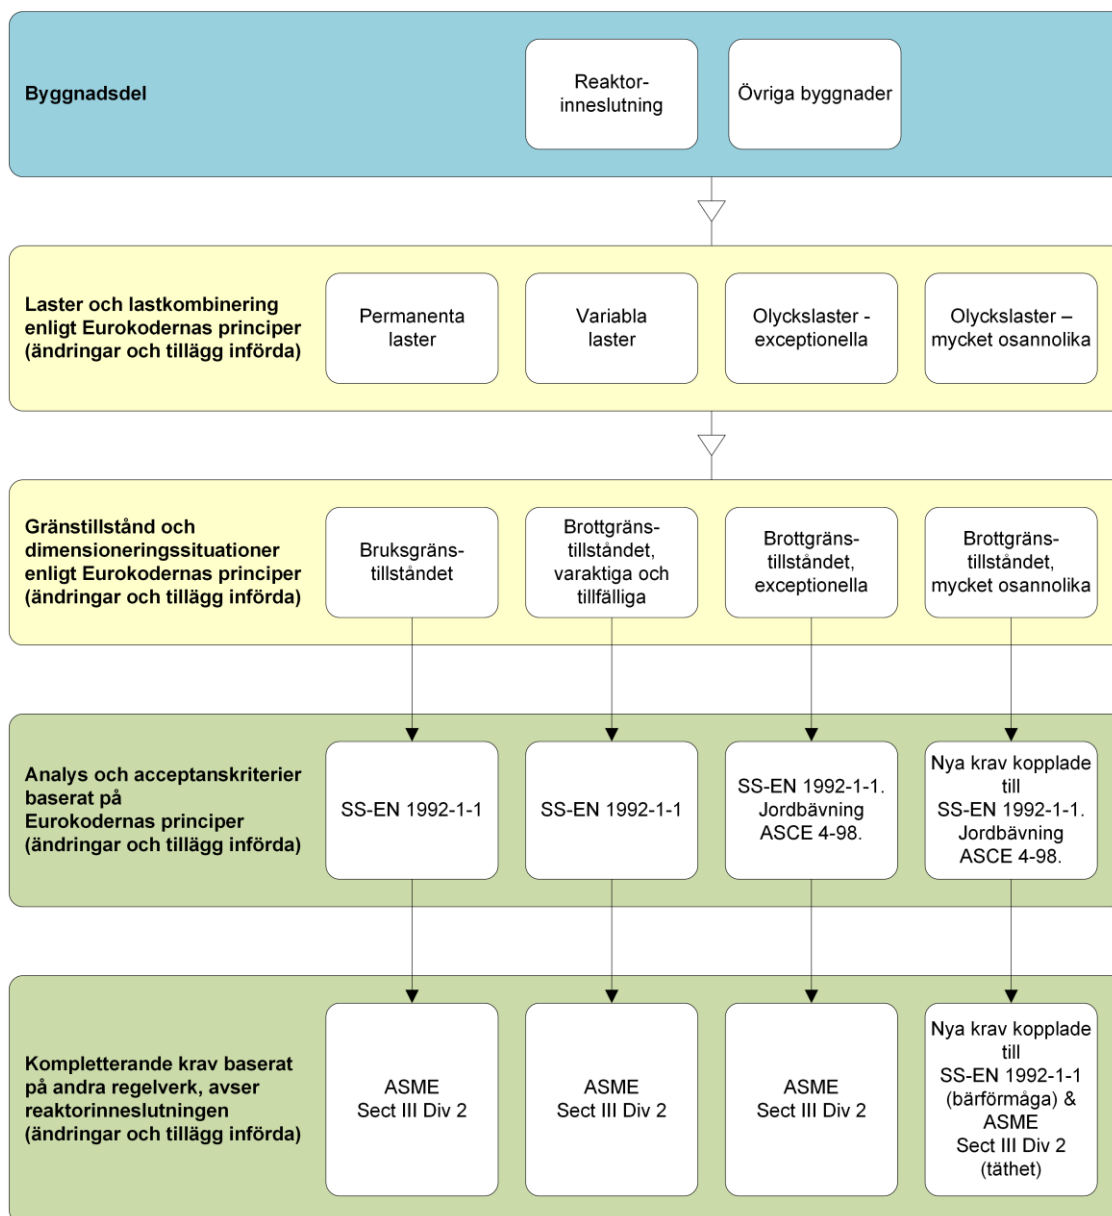 Byggnadsdel
Reaktor-
inneslutning
Övriga byggnader
Laster och lastkombinering
enligt Eurokodernas principer
(ändringar och tillägg införda)
Permanenta
laster
Variabla
laster
Olyckslaster -
exceptionella
Olyckslaster –
mycket osannolika
Gränstillstånd och
dimensioneringssituationer
enligt Eurokodernas principer
(ändringar och tillägg införda)
Bruksgräns-
tillståndet
Brottgräns-
tillståndet,
varaktiga och
tillfälliga
Brottgräns-
tillståndet,
exceptionella
Brottgräns-
tillståndet,
mycket osannolika
Analys och acceptanskriterier
baserat på
Eurokodernas principer
(ändringar och tillägg införda)
SS-EN 1992-1-1
SS-EN 1992-1-1
SS-EN 1992-1-1.
Jordbävning
ASCE 4-98.
Nya krav kopplade
till
SS-EN 1992-1-1.
Jordbävning
ASCE 4-98.
Kompletterande krav baserat
på andra regelverk, avser
reaktorinneslutningen
(ändringar och tillägg införda)
ASME
Sect III Div 2
ASME
Sect III Div 2
ASME
Sect III Div 2
Nya krav kopplade
till
SS-EN 1992-1-1
(bärförmåga) &
ASME
Sect III Div 2
(täthet)